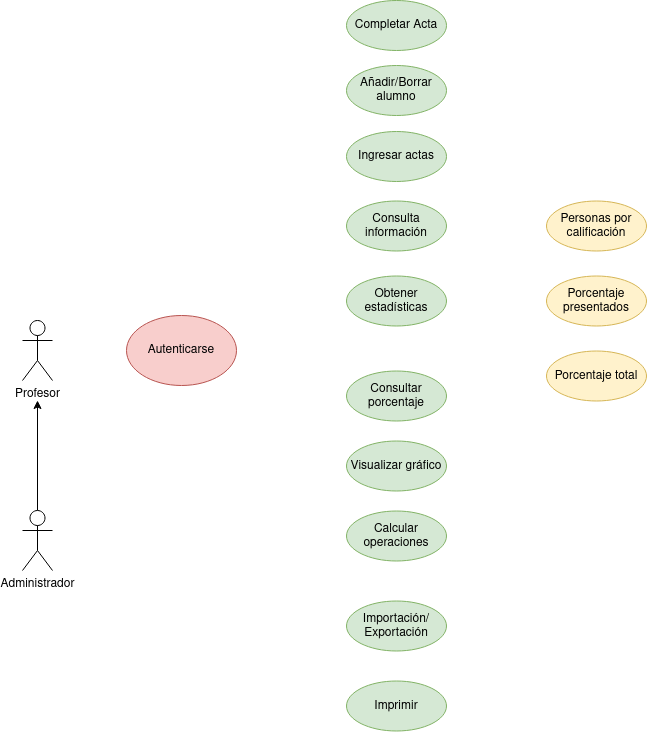 Completar Acta
Añadir/Borrar
alumno
Ingresar actas
Consulta
información
Personas por
calificación
Obtener
estadísticas
Porcentaje
presentados
Profesor
Autenticarse
Porcentaje total
Consultar
porcentaje
Visualizar gráfico
Calcular
operaciones
Administrador
Importación/
Exportación
Imprimir